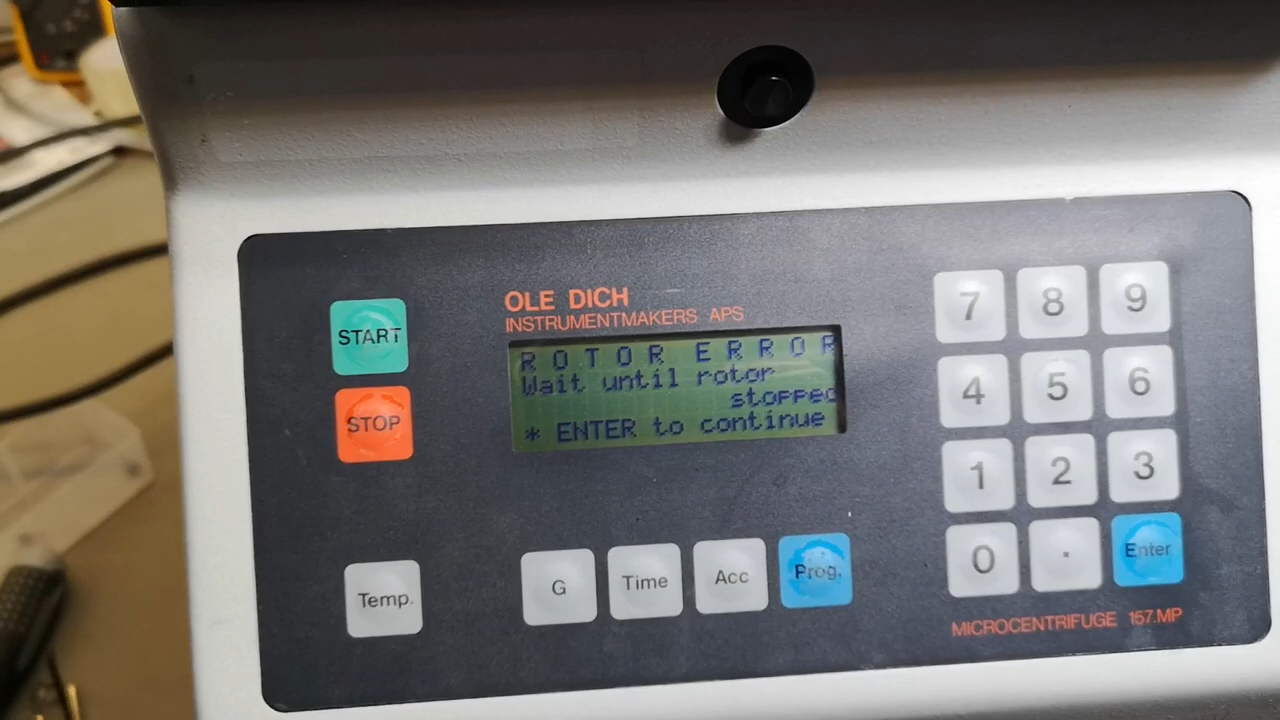 OLE DICH
INSTRUMENTMAKERS APS
START
STOP
ROTOR ERROR
Wait until rotor
stopped
* ENTER to continue
7 8 9
4 5 6
1 2 3
0 . Enter
Temp.
G Time Acc Prog.
MICROCENTRIFUGE 157.MP